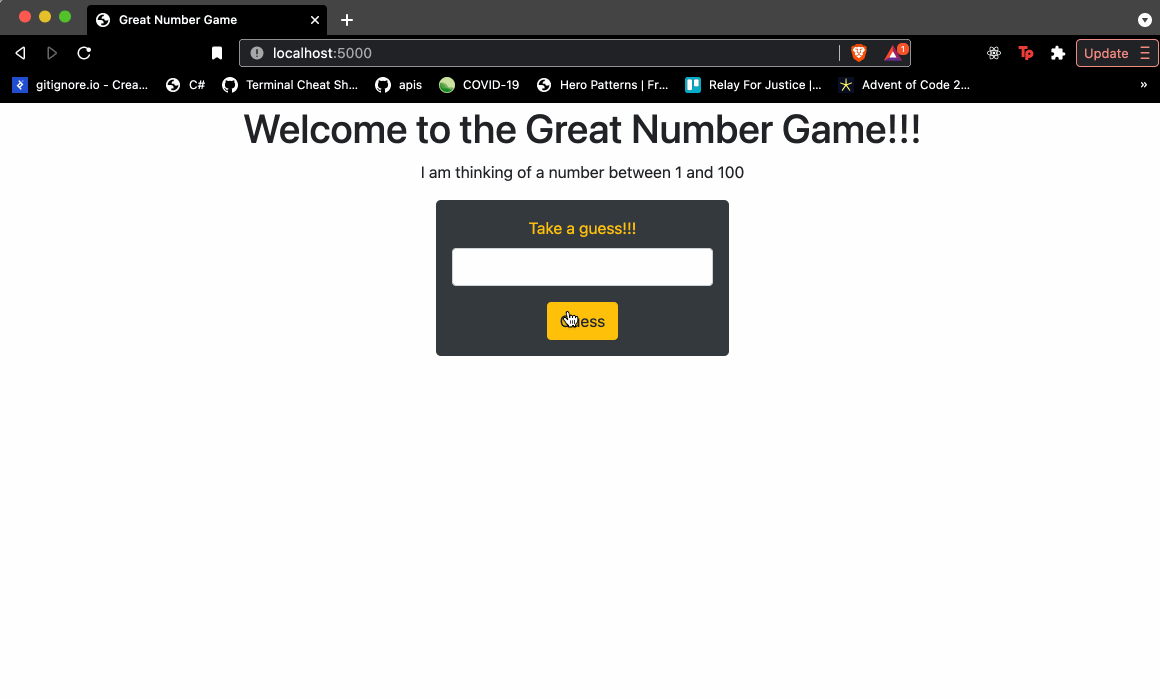 Great Number Game
localhost:5000
1
Tp
Update
gitignore.io - Crea...
C#
Terminal Cheat Sh...
apis
COVID-19
Hero Patterns | Fr...
Relay For Justice |...
Advent of Code 2...
»
Welcome to the Great Number Game!!!
I am thinking of a number between 1 and 100
Take a guess!!!